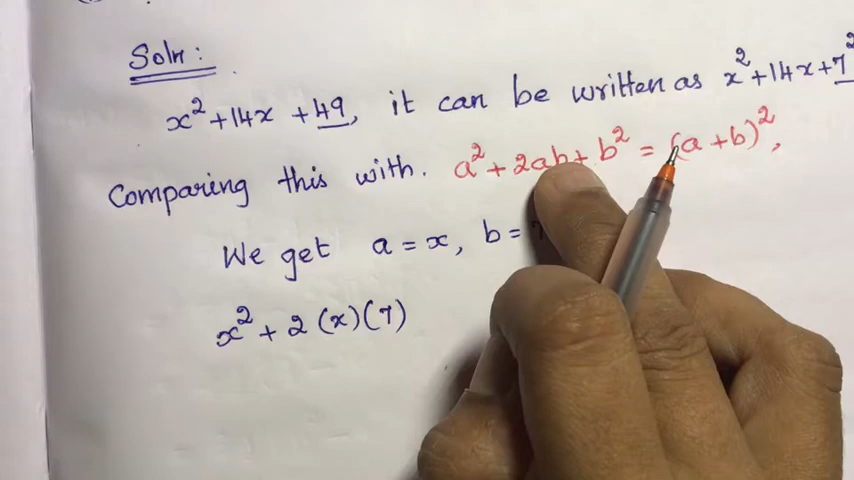 Soln:
x² + 14x + 49, it can be written as x² + 14x + 7²
Comparing this with. a² + 2ab + b² = (a + b)²,
We get a = x, b = 7
x² + 2(x)(7)